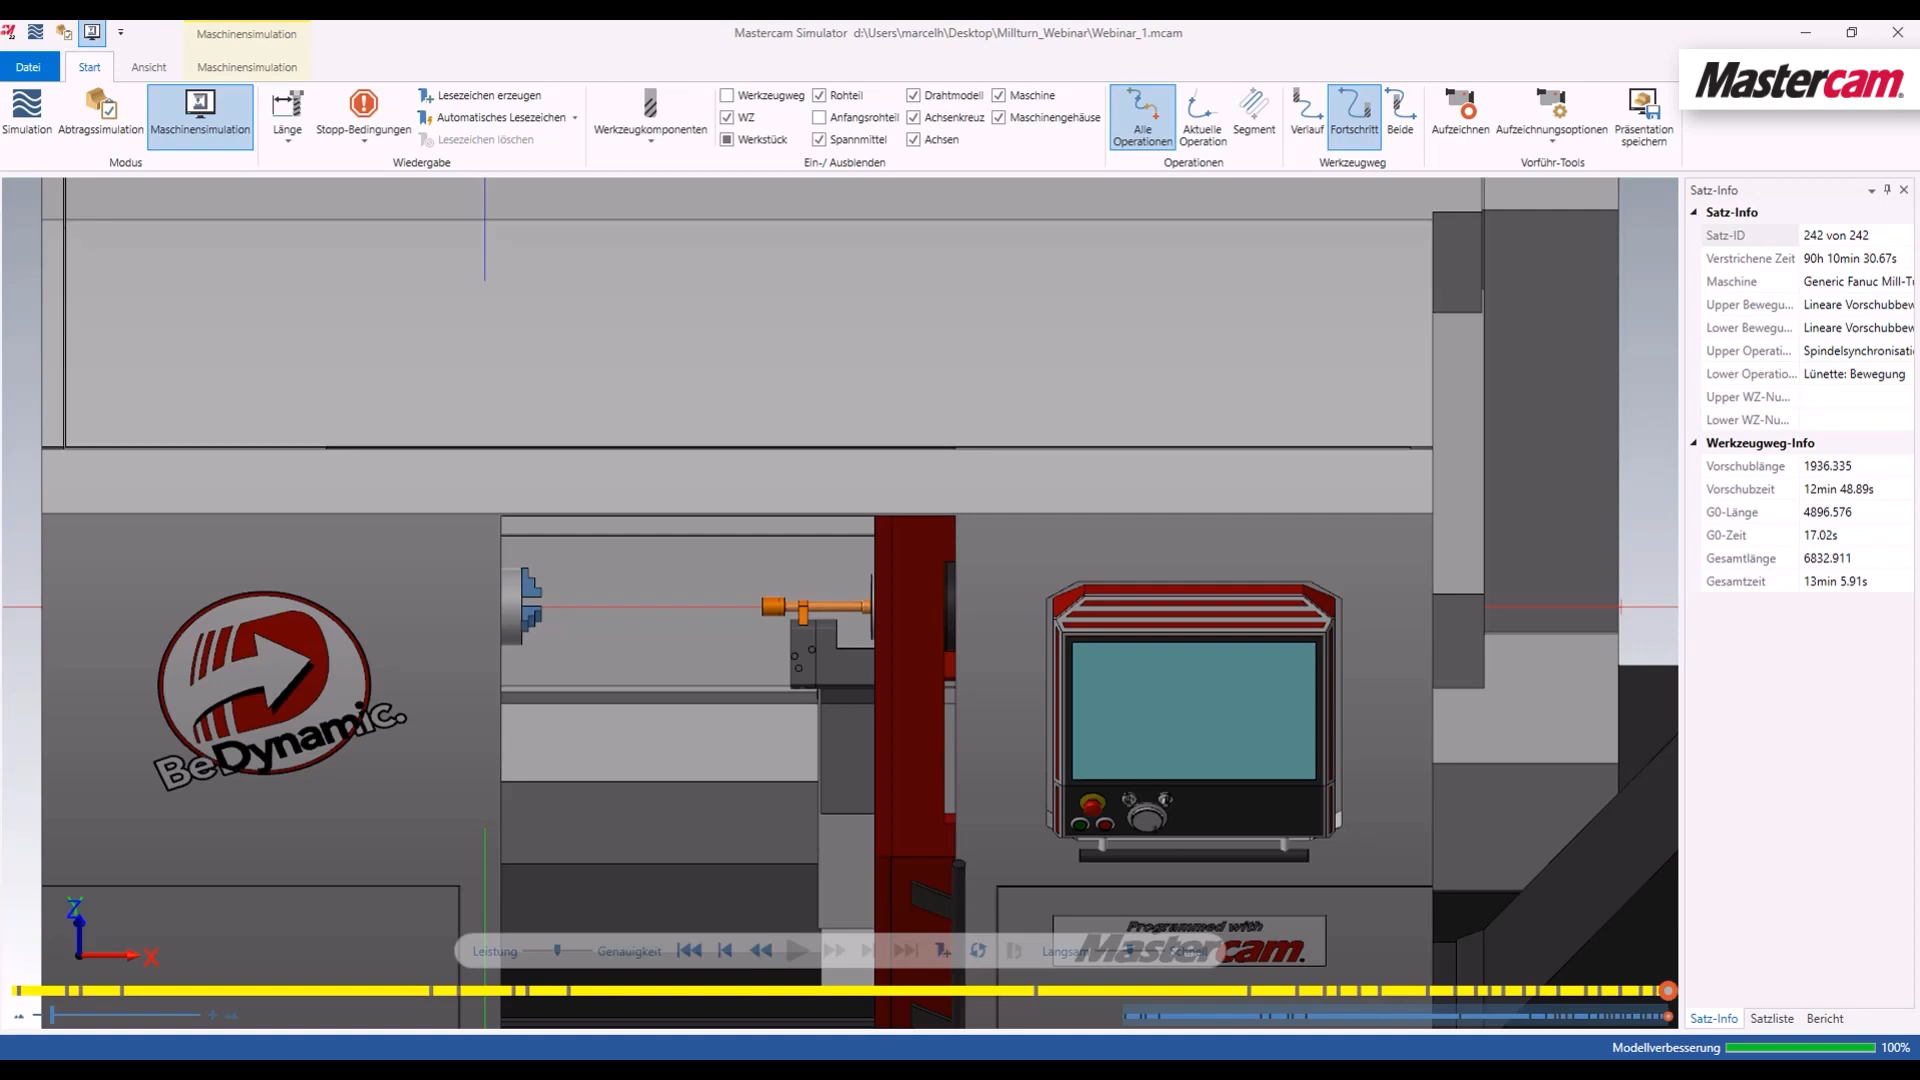 Maschinensimulation
Mastercam Simulator d:\Users\marcelh\Desktop\Millturn_Webinar\Webinar_1.mcam
Datei
Start
Ansicht
Maschinensimulation
Mastercam.
Simulation
Abtragssimulation
Maschinensimulation
Modus
Länge
Stopp-Bedingungen
Lesezeichen erzeugen
Automatisches Lesezeichen
Lesezeichen löschen
Wiedergabe
Werkzeugkomponenten
Werkzeugweg
WZ
Werkstück
Rohteil
Anfangsrohteil
Spannmittel
Drahtmodell
Achsenkreuz
Achsen
Maschine
Maschinengehäuse
Ein-/ Ausblenden
Alle
Operationen
Aktuelle
Operation
Segment
Operationen
Verlauf
Fortschritt
Beide
Werkzeugweg
Aufzeichnen
Aufzeichnungsoptionen
Präsentation
speichern
Vorführ-Tools
Satz-Info
Satz-Info
Satz-ID 242 von 242
Verstrichene Zeit 90h 10min 30.67s
Maschine Generic Fanuc Mill-T
Upper Bewegu... Lineare Vorschubbew
Lower Bewegu... Lineare Vorschubbew
Upper Operati... Spindelsynchronisati
Lower Operatio... Lünette: Bewegung
Upper WZ-Nu...
Lower WZ-Nu...
Werkzeugweg-Info
Vorschublänge 1936.335
Vorschubzeit 12min 48.89s
G0-Länge 4896.576
G0-Zeit 17.02s
Gesamtlänge 6832.911
Gesamtzeit 13min 5.91s
Be Dynamic.
Programmed with
Mastercam.
Z
X
Leistung
Genauigkeit
Langsam
Schnell
Satz-Info
Satzliste
Bericht
Modellverbesserung
100%